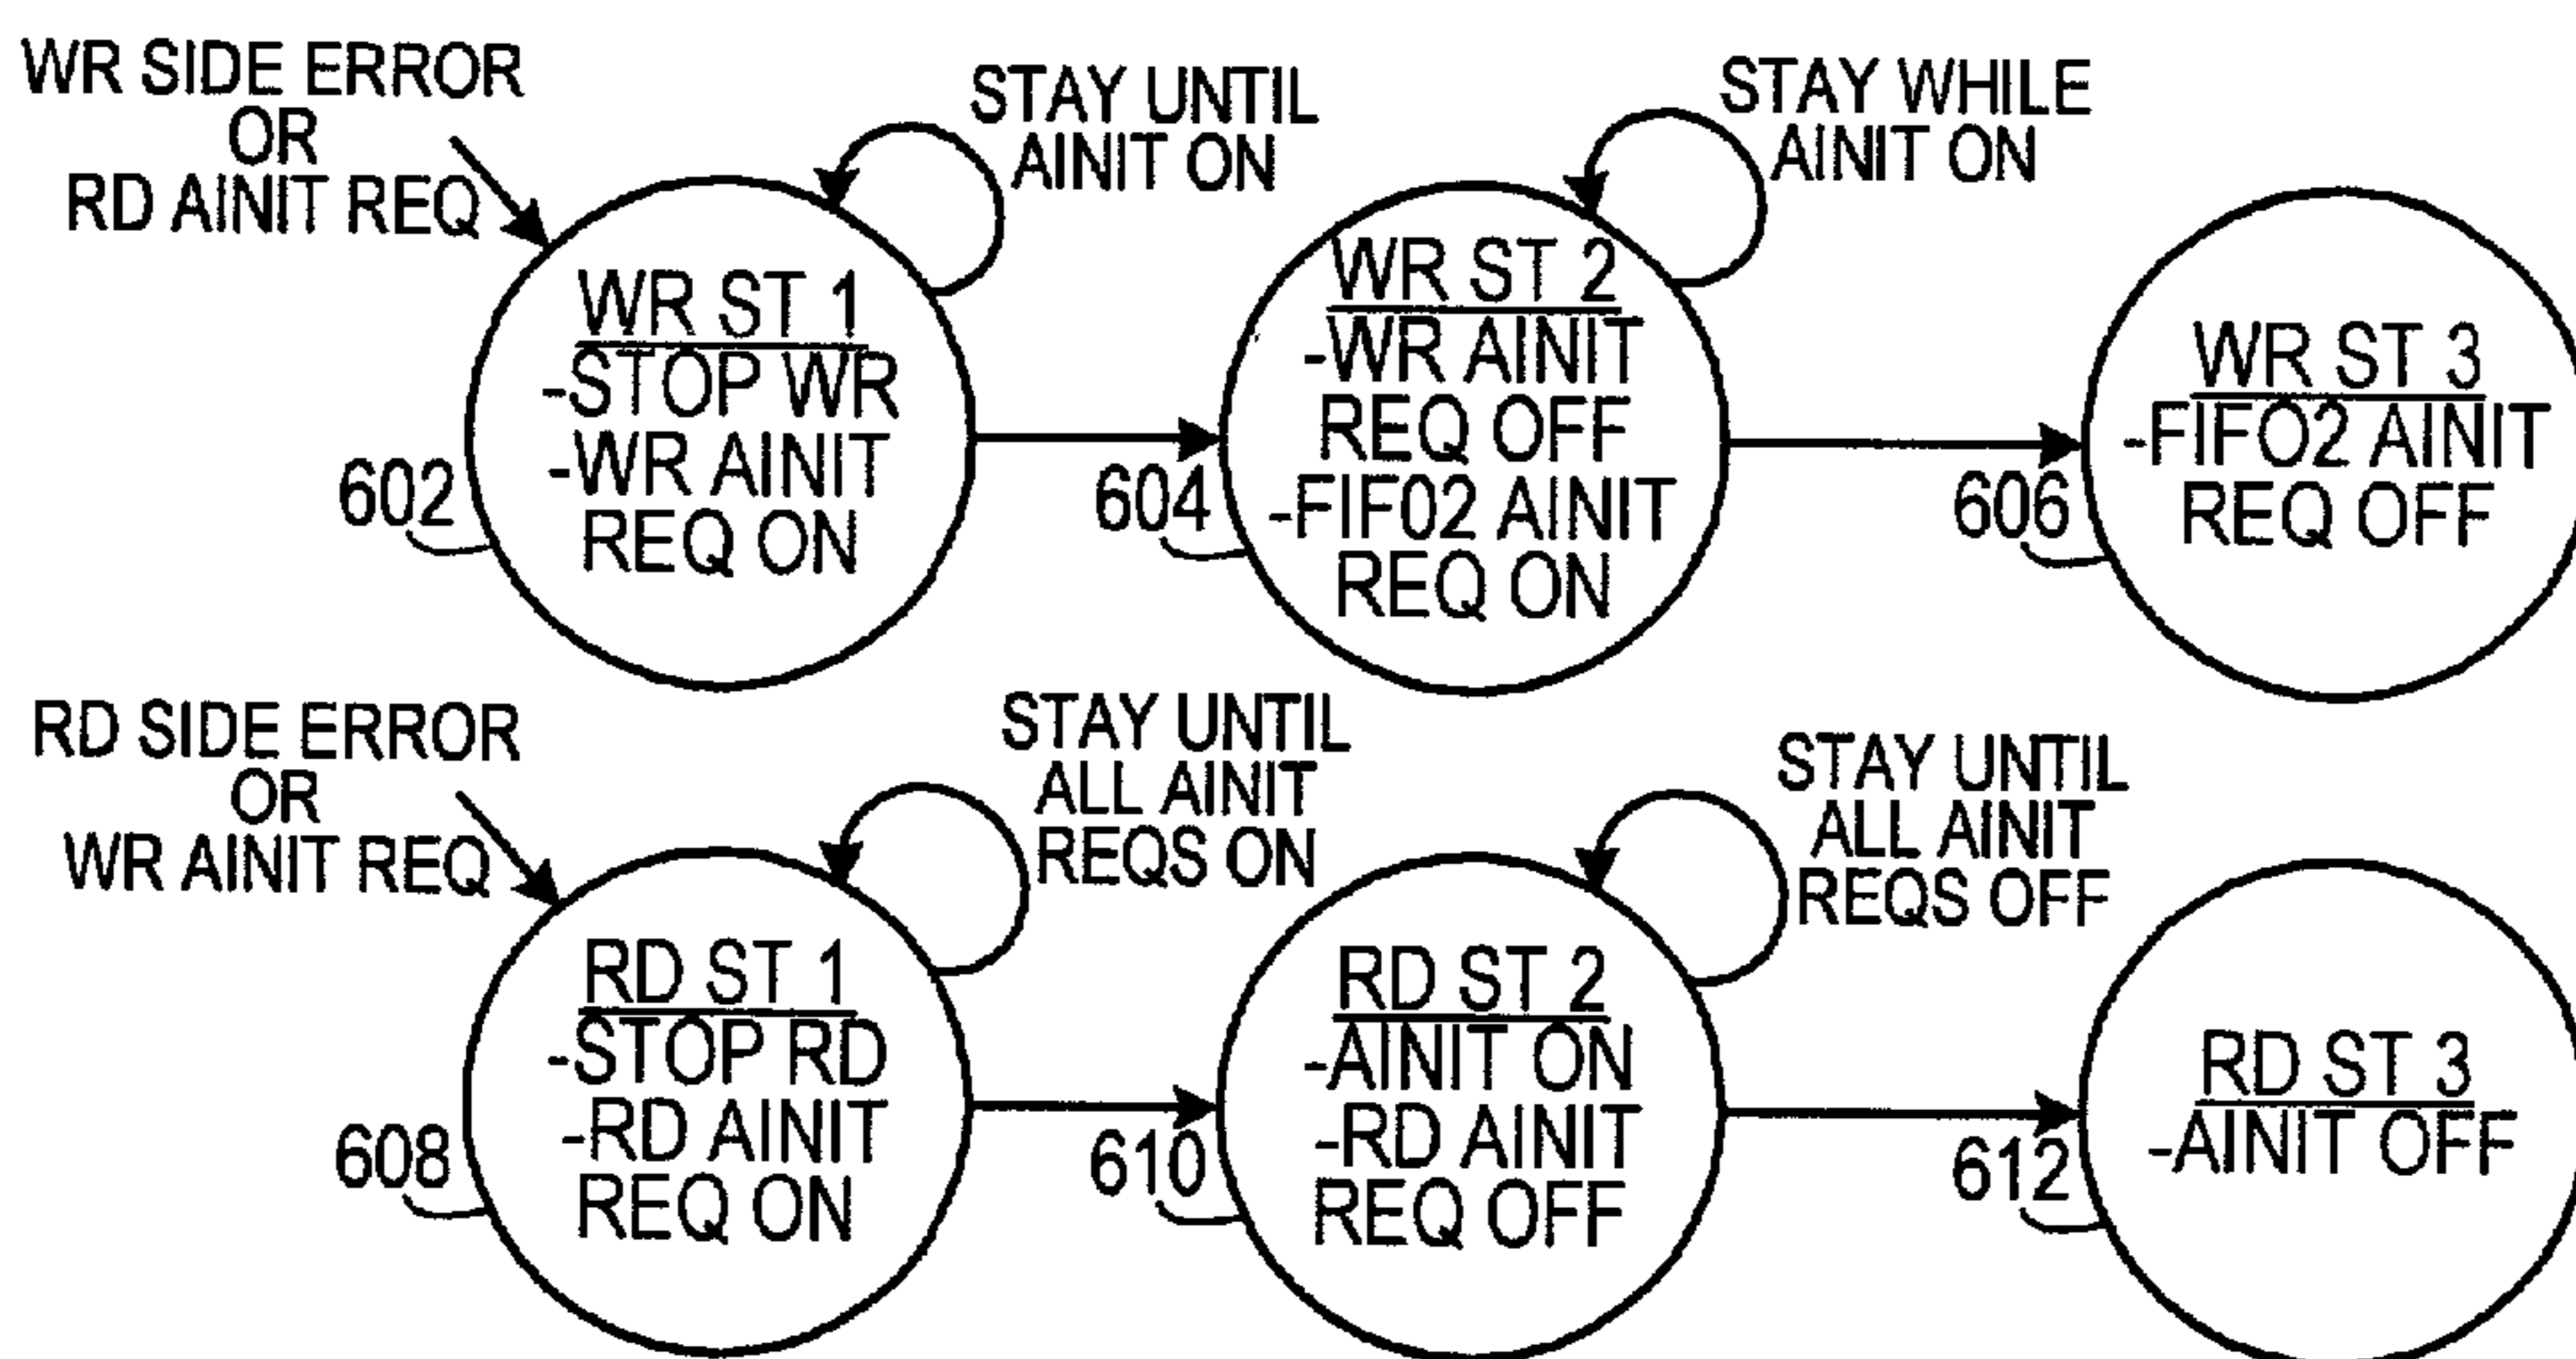 WR SIDE ERROR
OR
RD AINIT REQ
STAY UNTIL
AINIT ON
STAY WHILE
AINIT ON
WR ST 1
-STOP WR
-WR AINIT
REQ ON
602
WR ST 2
-WR AINIT
REQ OFF
-FIF02 AINIT
REQ ON
604
WR ST 3
-FIFO2 AINIT
REQ OFF
606
RD SIDE ERROR
OR
WR AINIT REQ
STAY UNTIL
ALL AINIT
REQS ON
STAY UNTIL
ALL AINIT
REQS OFF
RD ST 1
-STOP RD
-RD AINIT
REQ ON
608
RD ST 2
-AINIT ON
-RD AINIT
REQ OFF
610
RD ST 3
-AINIT OFF
612